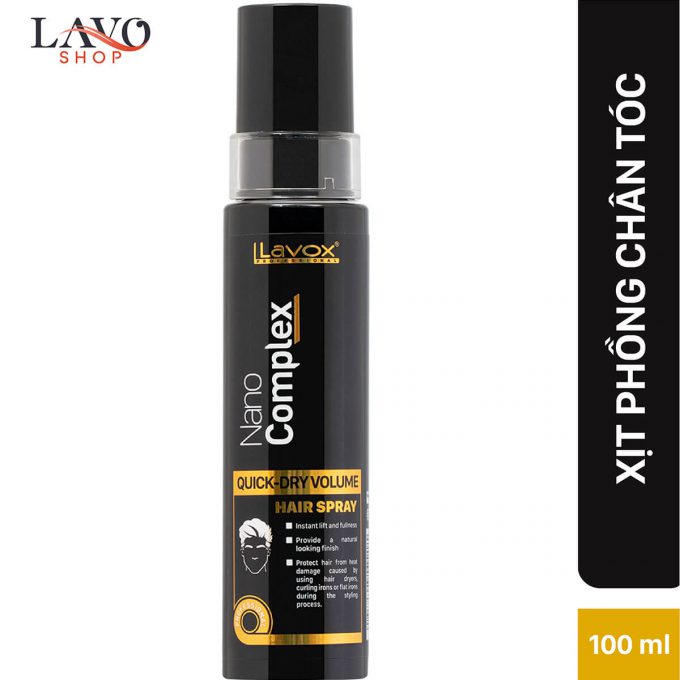 LAVO
SHOP
LLavox®
PROFESSIONAL
Nano
Complex
QUICK-DRY VOLUME
HAIR SPRAY
Instant lift and fullness
Provide a natural
looking finish
Protect hair from heat
damage caused by
using hair dryers,
curling irons or flat irons
during the styling
process.
PROFESSIONAL
XỊT PHỒNG CHÂN TÓC
100 ml